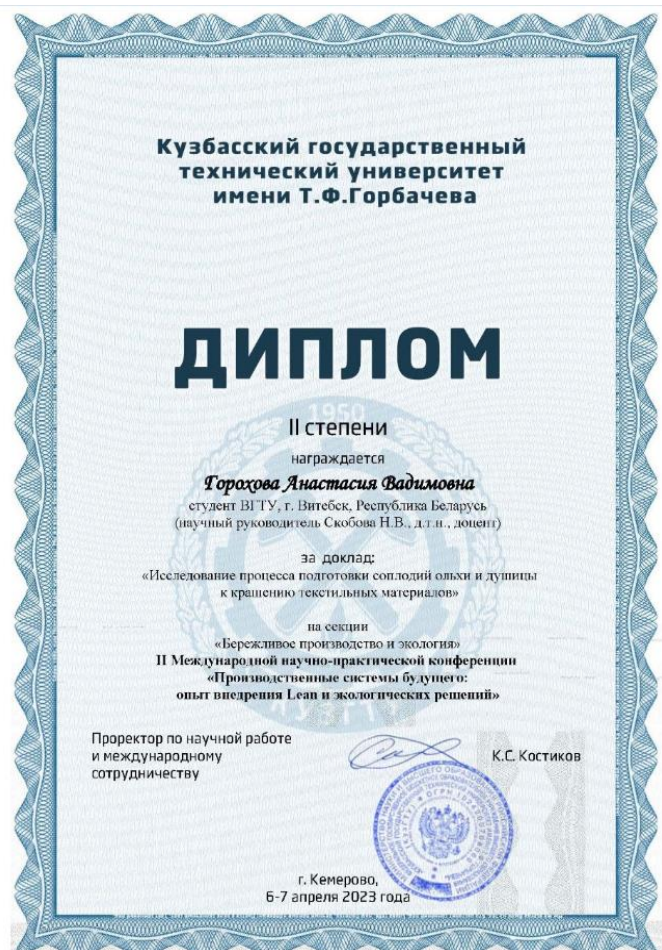 Кузбасский государственный
технический университет
имени Т.Ф.Горбачева
ДИПЛОМ
1950
II степени
награждается
Горохова Анастасия Вадимовна
студент ВГТУ, г. Витебск, Республика Беларусь
(научный руководитель Скобова Н.В., д.т.н., доцент)
за доклад:
«Исследование процесса подготовки соплодий ольхи и душицы
к крашению текстильных материалов»
на секции
«Бережливое производство и экология»
II Международной научно-практической конференции
«Производственные системы будущего:
опыт внедрения Lean и экологических решений»
КУЗГТУ
Проректор по научной работе
и международному
сотрудничеству
К.С. Костиков
г. Кемерово,
6-7 апреля 2023 года